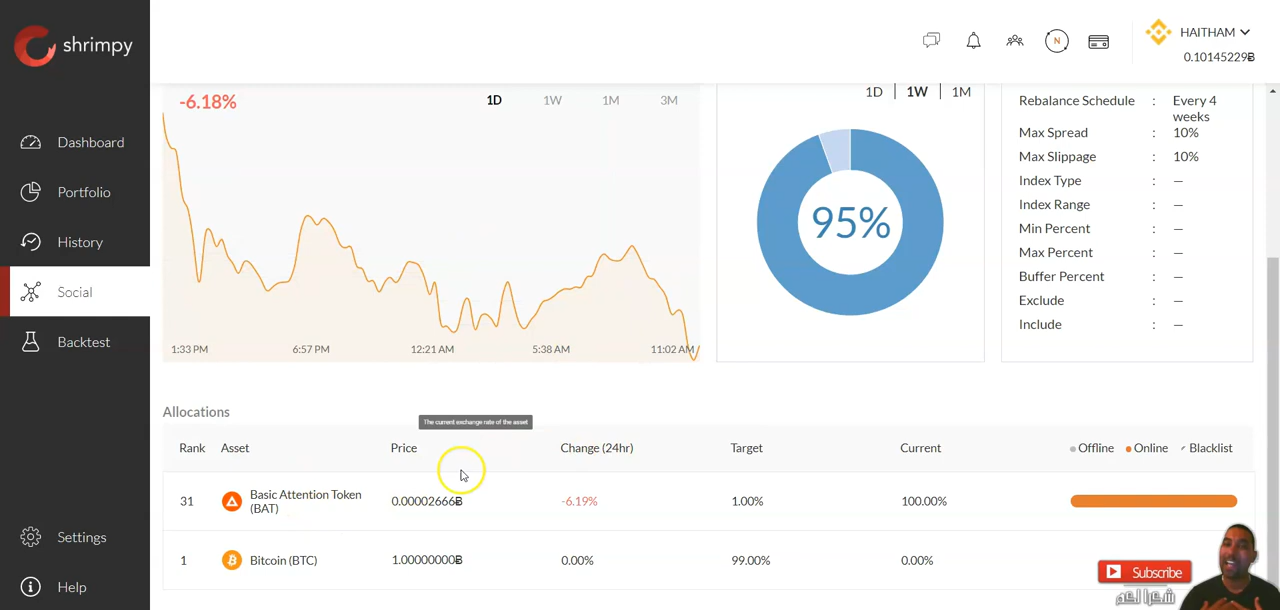 shrimpy
N
HAITHAM
0.10145229Ƀ
Dashboard
Portfolio
History
Social
Backtest
Settings
Help
-6.18%
1D 1W 1M 3M
1:33 PM 6:57 PM 12:21 AM 5:38 AM 11:02 AM
1D 1W 1M
95%
Rebalance Schedule : Every 4
weeks
Max Spread : 10%
Max Slippage : 10%
Index Type : –
Index Range : –
Min Percent : –
Max Percent : –
Buffer Percent : –
Exclude : –
Include : –
Allocations
The current exchange rate of the asset
Rank Asset Price Change (24hr) Target Current Offline Online Blacklist
31 Basic Attention Token
(BAT) 0.00002666Ƀ -6.19% 1.00% 100.00%
1 Bitcoin (BTC) 1.00000000Ƀ 0.00% 99.00% 0.00%
Subscribe
شكرا لكم